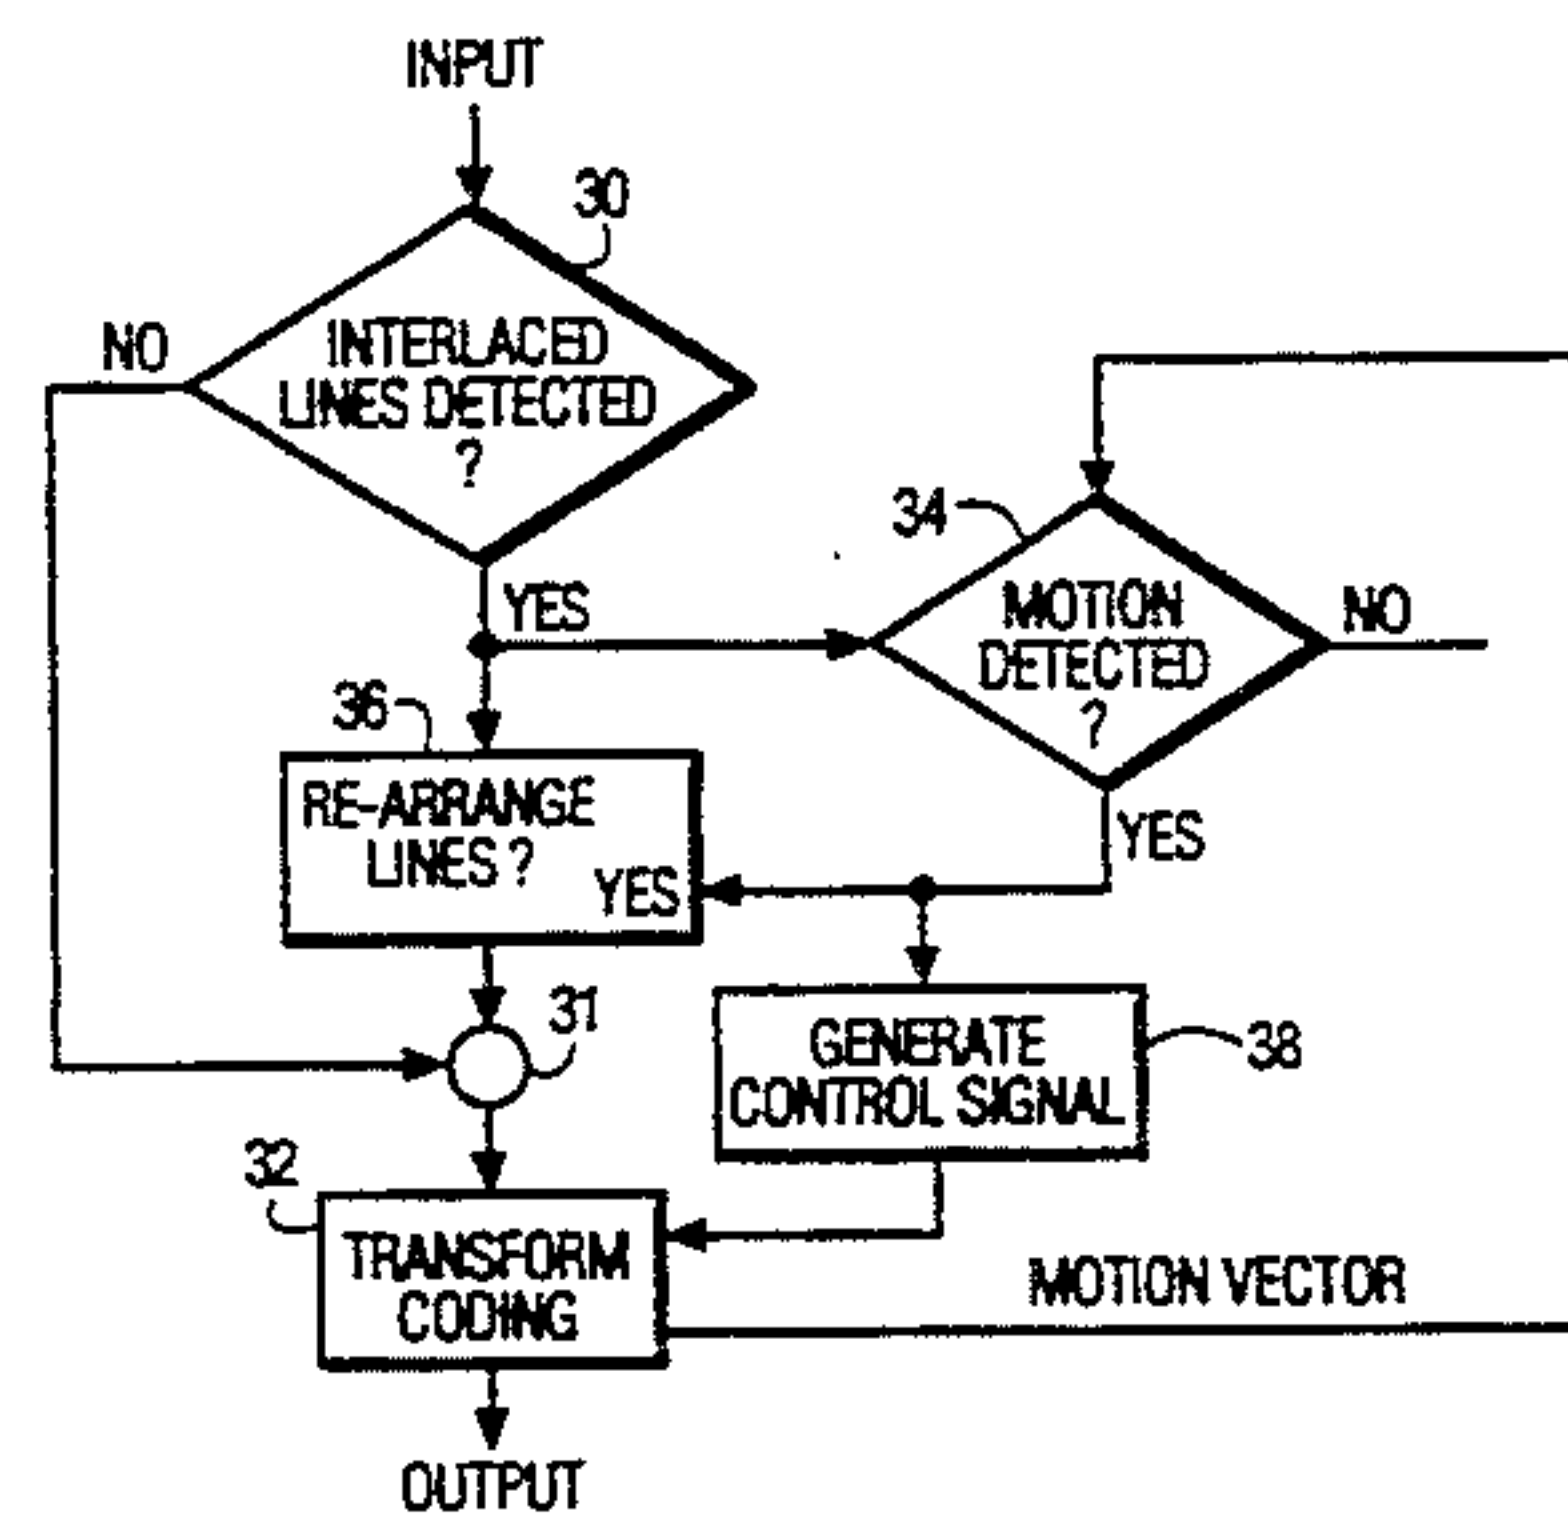 INPUT
30
NO
INTERLACED
LINES DETECTED
?
YES
34
MOTION
DETECTED
?
NO
YES
36
RE-ARRANGE
LINES?
YES
31
GENERATE
CONTROL SIGNAL
38
32
TRANSFORM
CODING
MOTION VECTOR
OUTPUT